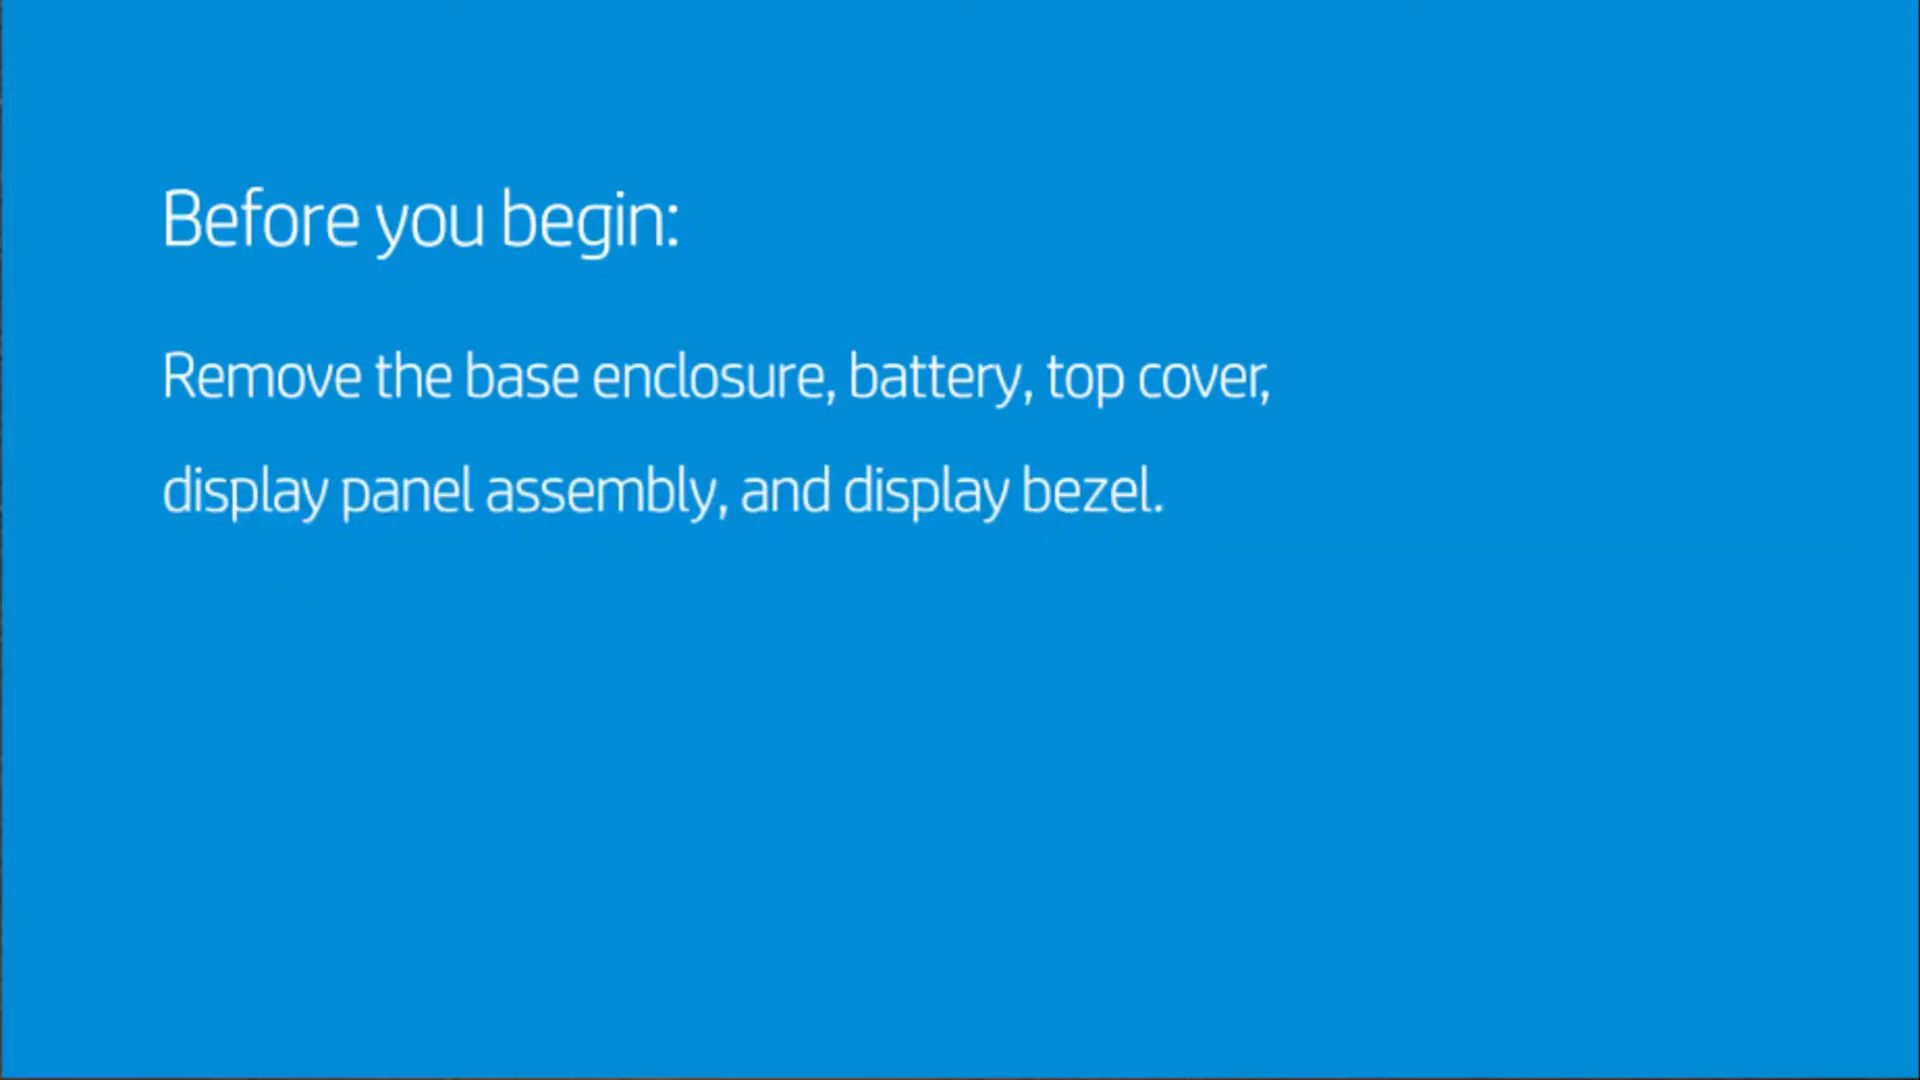 Before you begin:
Remove the base enclosure, battery, top cover,
display panel assembly, and display bezel.